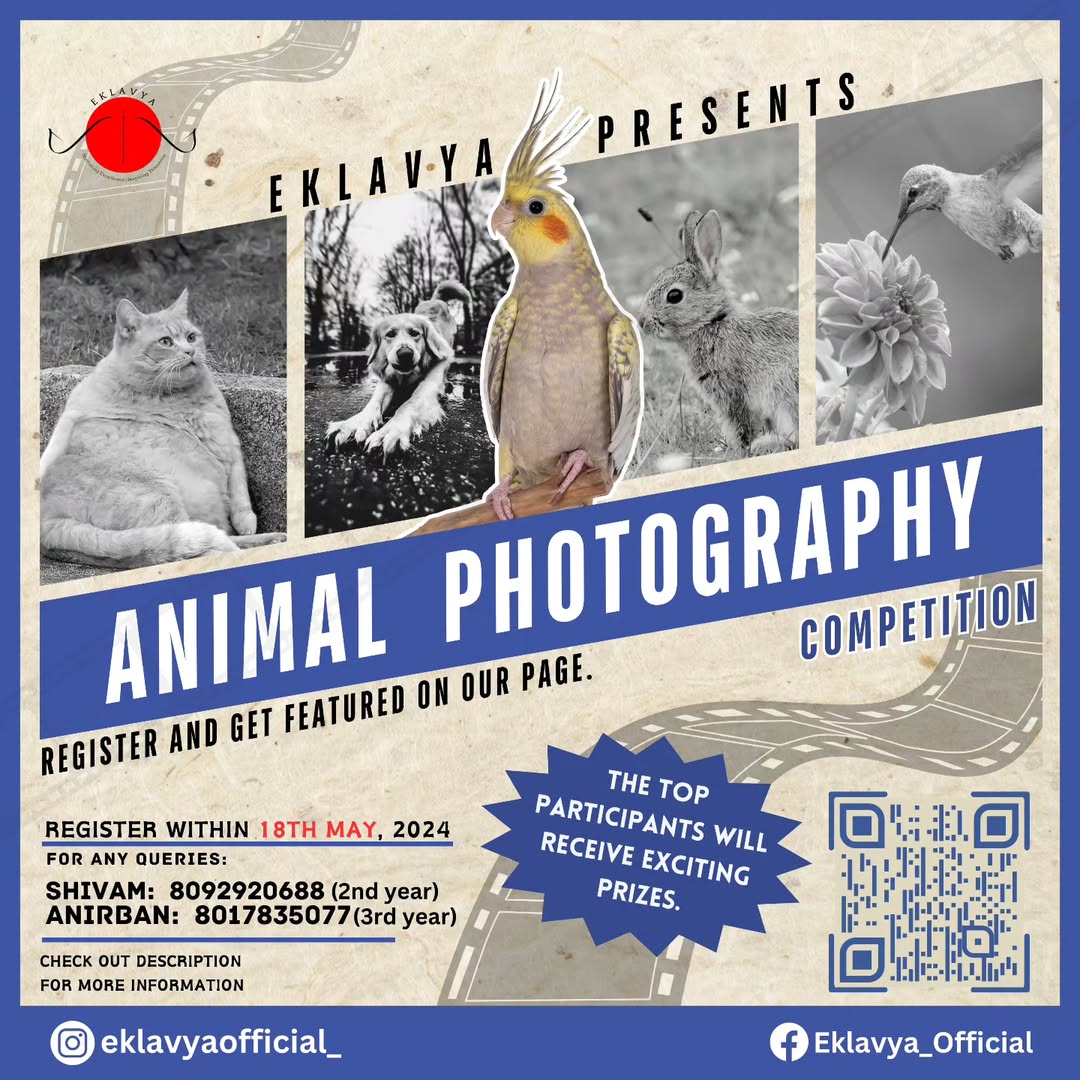 EKLAVYA
EKLAVYA PRESENTS
ANIMAL PHOTOGRAPHY
COMPETITION
REGISTER AND GET FEATURED ON OUR PAGE.
THE TOP
PARTICIPANTS WILL
RECEIVE EXCITING
PRIZES.
REGISTER WITHIN 18TH MAY, 2024
FOR ANY QUERIES:
SHIVAM: 8092920688 (2nd year)
ANIRBAN: 8017835077(3rd year)
CHECK OUT DESCRIPTION
FOR MORE INFORMATION
eklavyaofficial_
Eklavya_Official